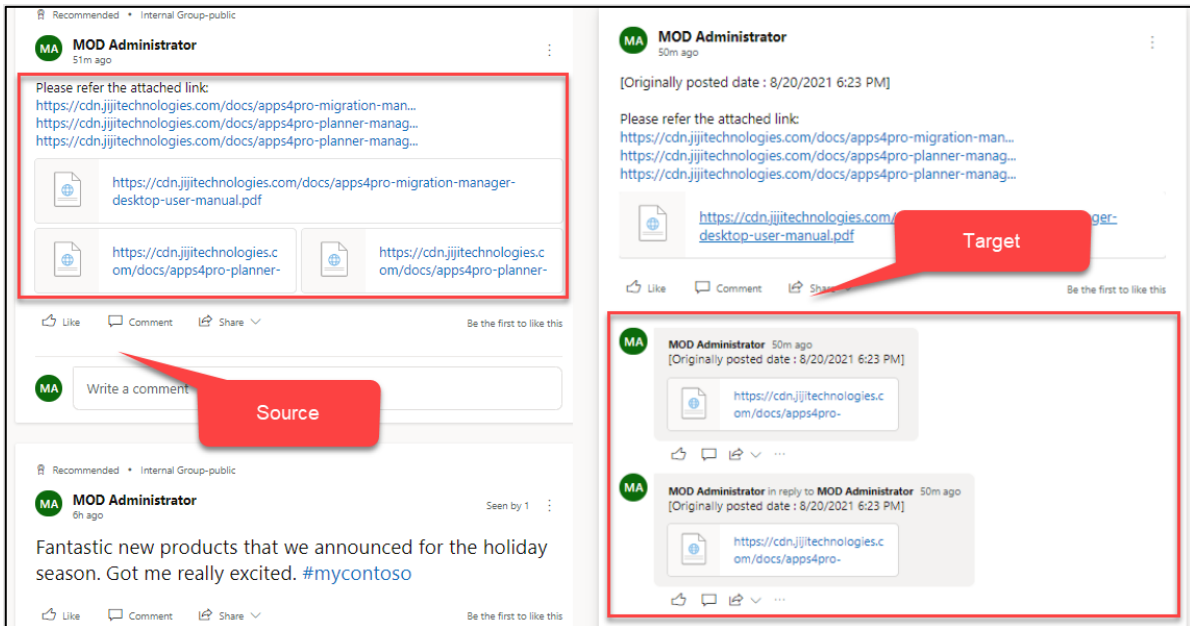 Recommended • Internal Group-public
MA
MOD Administrator
51m ago
Please refer the attached link:
https://cdn.jijitechnologies.com/docs/apps4pro-migration-man...
https://cdn.jijitechnologies.com/docs/apps4pro-planner-manag...
https://cdn.jijitechnologies.com/docs/apps4pro-planner-manag...
https://cdn.jijitechnologies.com/docs/apps4pro-migration-manager-
desktop-user-manual.pdf
https://cdn.jijitechnologies.c
om/docs/apps4pro-planner-
https://cdn.jijitechnologies.c
om/docs/apps4pro-planner-
Like Comment Share Be the first to like this
MA
Write a comment
Source
Recommended • Internal Group-public
MA
MOD Administrator
6h ago
Seen by 1
Fantastic new products that we announced for the holiday
season. Got me really excited. #mycontoso
Like Comment Share Be the first to like this
MA
MOD Administrator
50m ago
[Originally posted date : 8/20/2021 6:23 PM]
Please refer the attached link:
https://cdn.jijitechnologies.com/docs/apps4pro-migration-man...
https://cdn.jijitechnologies.com/docs/apps4pro-planner-manag...
https://cdn.jijitechnologies.com/docs/apps4pro-planner-manag...
https://cdn.jijitechnologies.com/ ger-
desktop-user-manual.pdf
Target
Like Comment Share Be the first to like this
MA
MOD Administrator 50m ago
[Originally posted date : 8/20/2021 6:23 PM]
https://cdn.jijitechnologies.c
om/docs/apps4pro-
MA
MOD Administrator in reply to MOD Administrator 50m ago
[Originally posted date : 8/20/2021 6:23 PM]
https://cdn.jijitechnologies.c
om/docs/apps4pro-